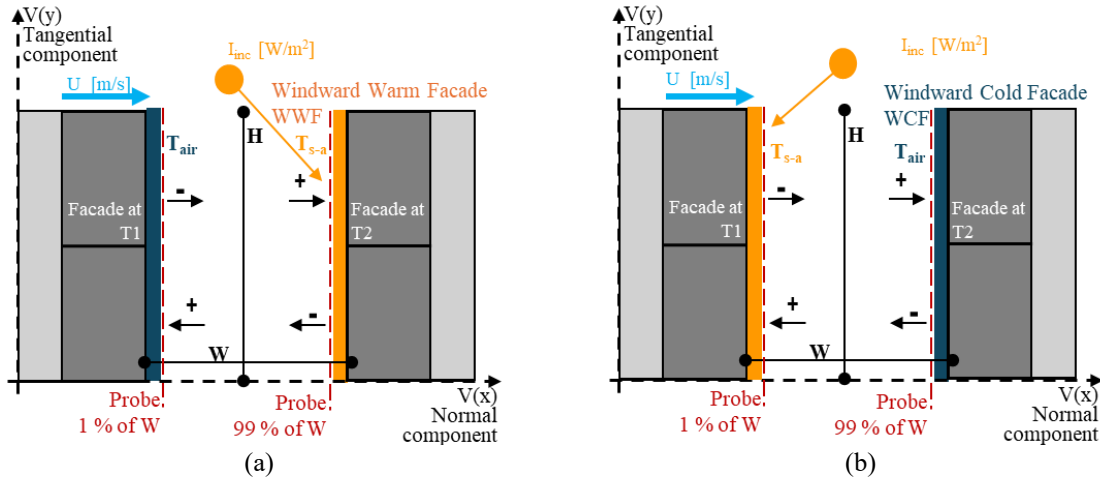 V(y)
Tangential
component
I_inc [W/m²]
U [m/s]
Windward Warm Facade
WWF
H
T_air
T_s-a
-
+
Facade at
T1
Facade at
T2
+
-
W
V(x)
Normal
component
Probe
1 % of W
Probe
99 % of W
(a)
V(y)
Tangential
component
I_inc [W/m²]
U [m/s]
Windward Cold Facade
WCF
H
T_s-a
T_air
-
+
Facade at
T1
Facade at
T2
+
-
W
V(x)
Normal
component
Probe
1 % of W
Probe
99 % of W
(b)